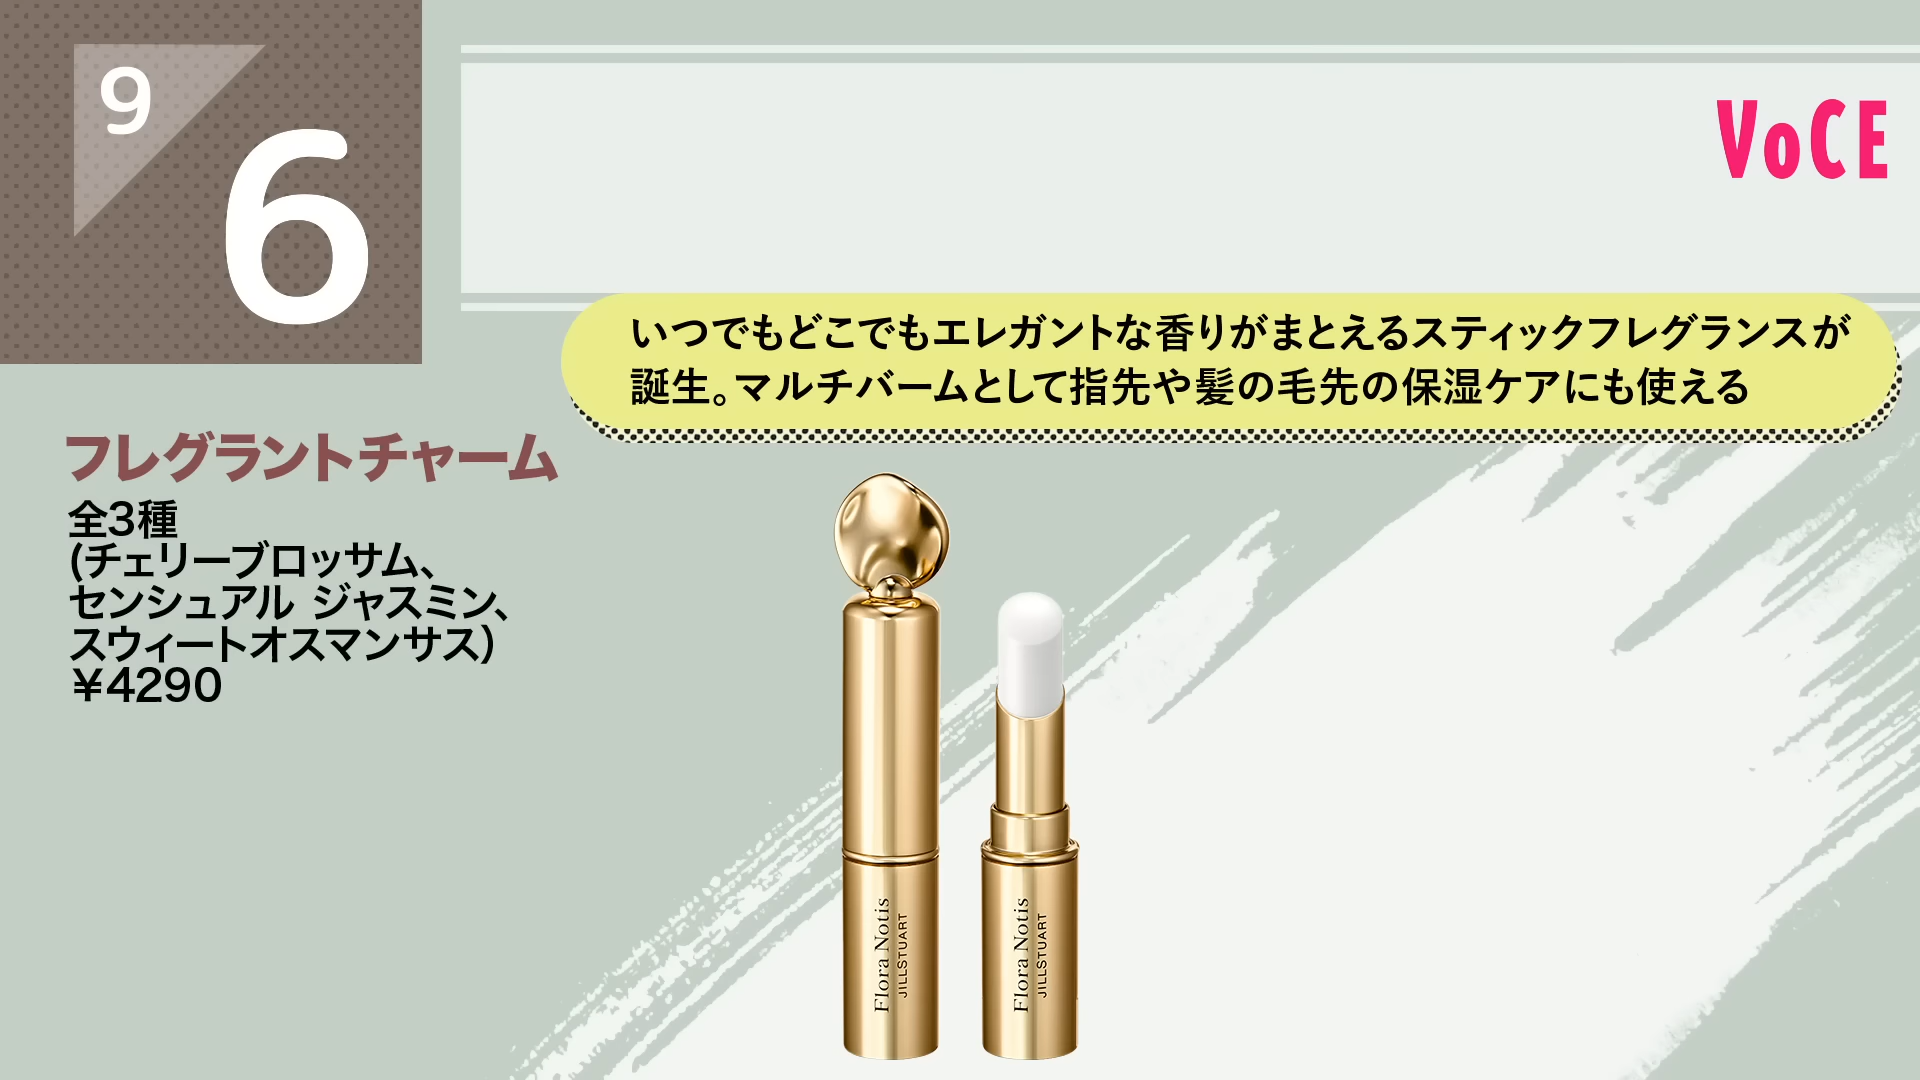 9
6
VOCE
いつでもどこでもエレガントな香りがまとえるスティックフレグランスが
誕生。マルチバームとして指先や髪の毛先の保湿ケアにも使える
フレグラントチャーム
全3種
(チェリーブロッサム、
センシュアル ジャスミン、
スウィートオスマンサス)
¥4290
Flora Notis
JILLSTUART
Flora Notis
JILLSTUART